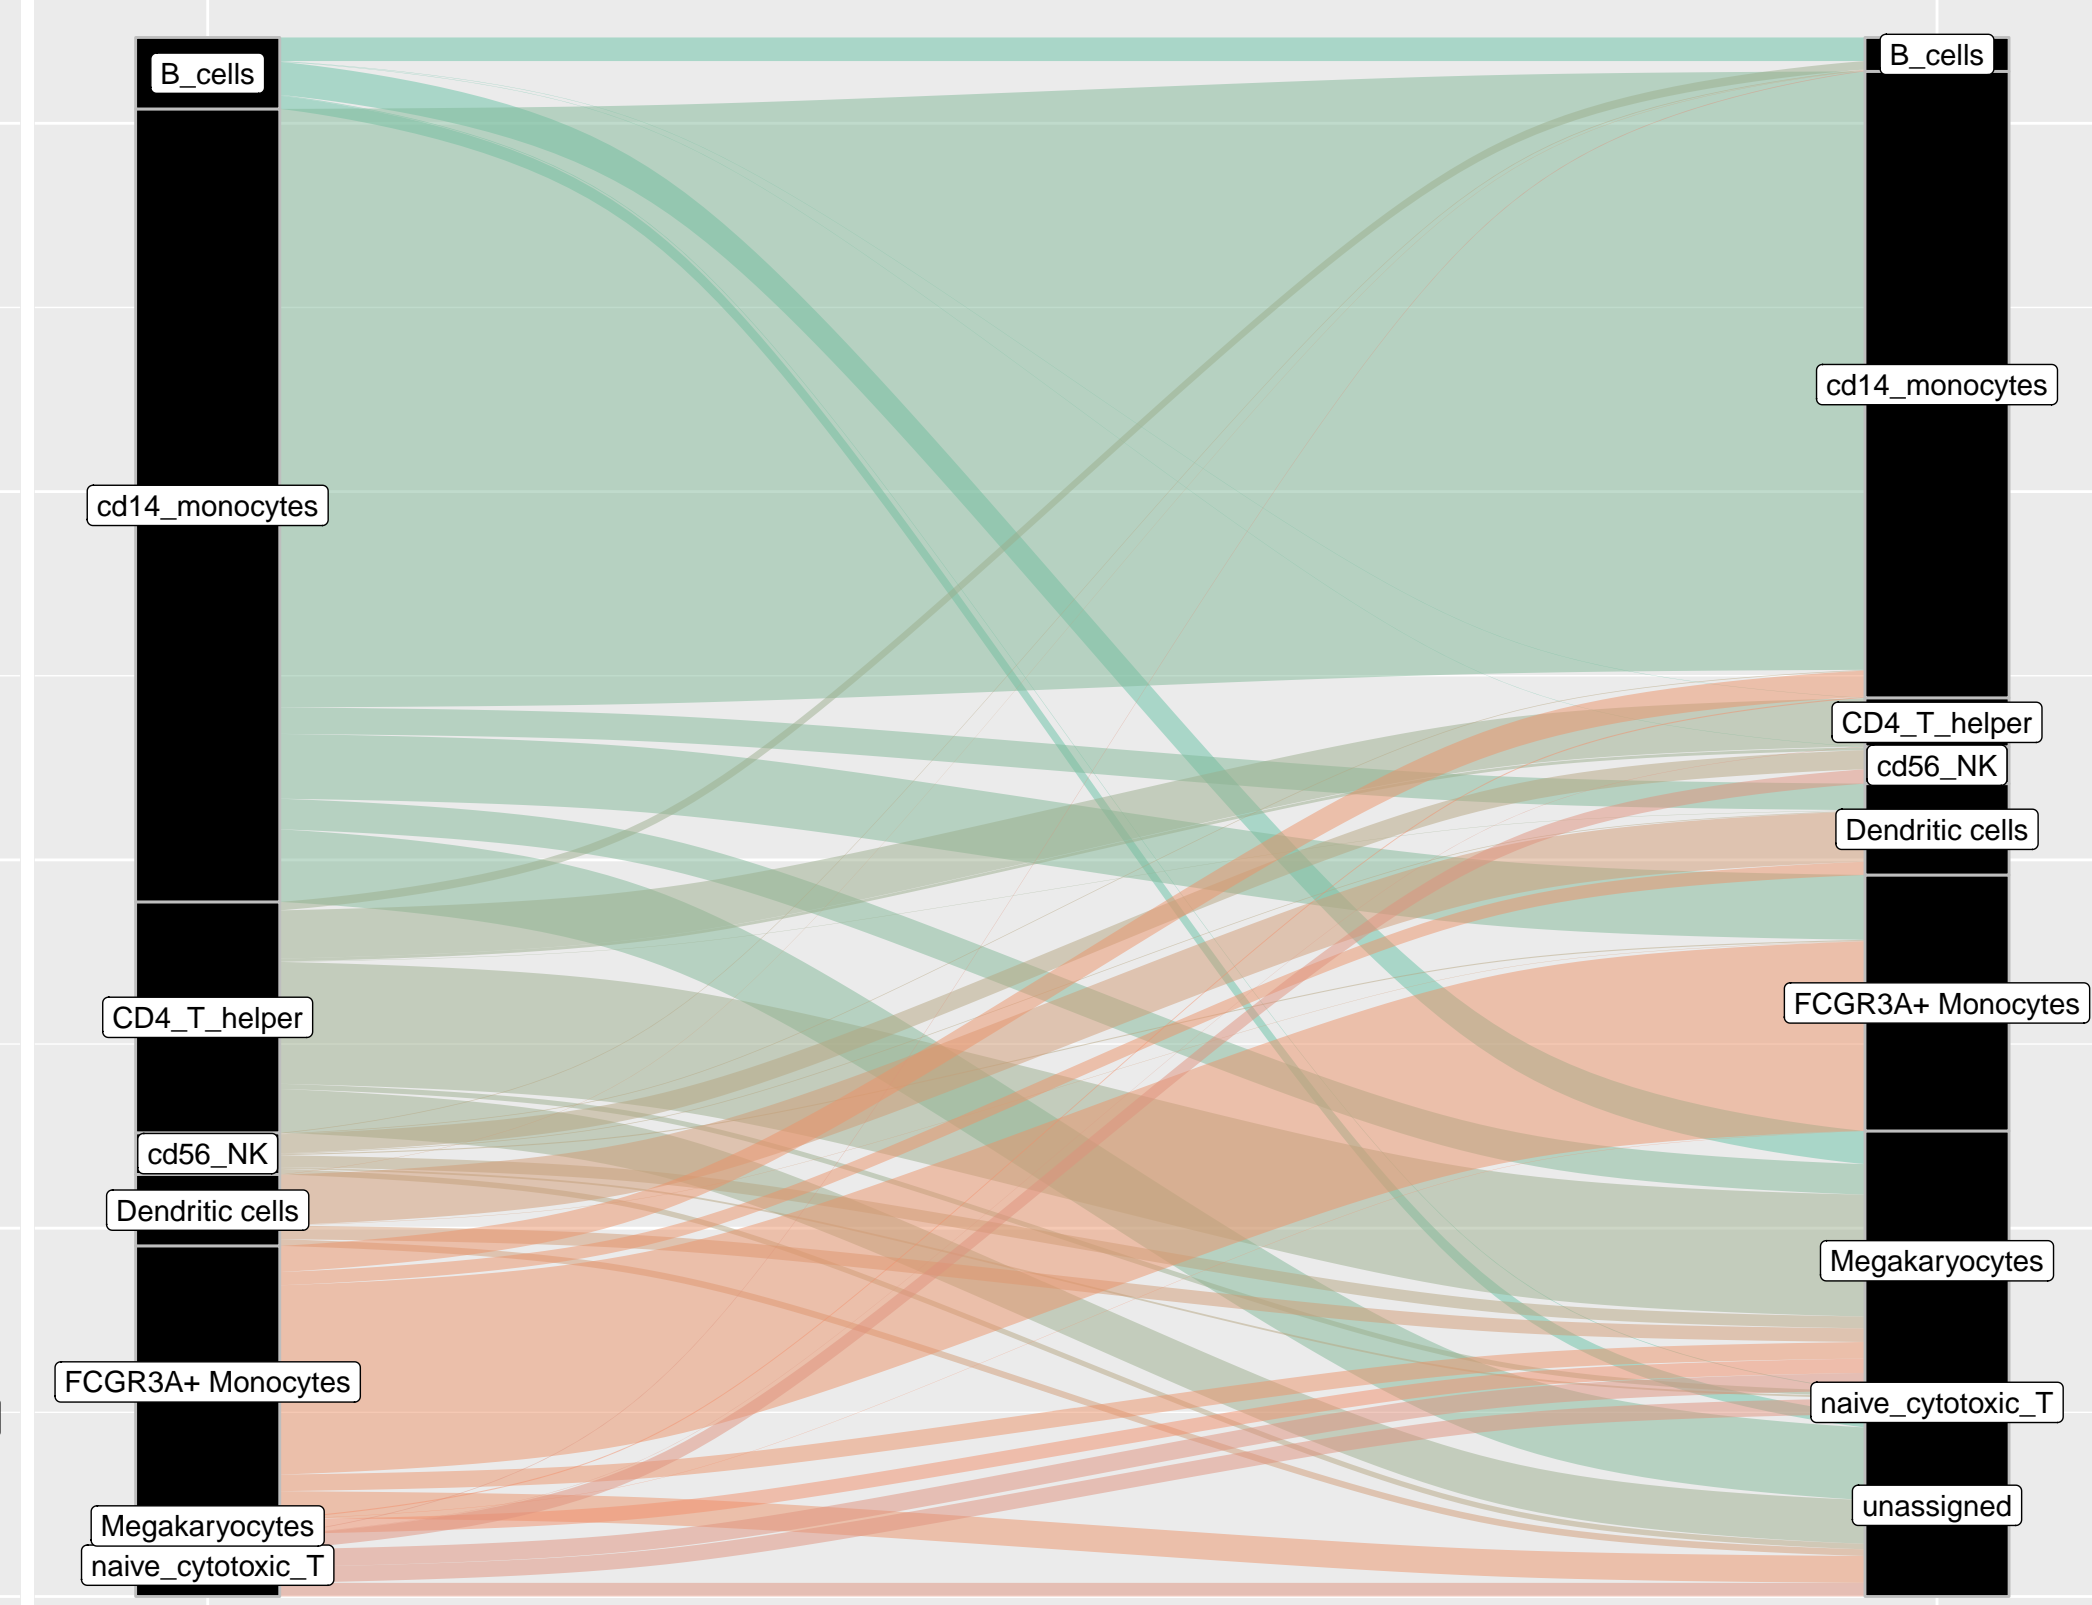 B_cells
cd14_monocytes
CD4_T_helper
cd56_NK
Dendritic cells
FCGR3A+ Monocytes
Megakaryocytes
naive_cytotoxic_T
B_cells
cd14_monocytes
CD4_T_helper
cd56_NK
Dendritic cells
FCGR3A+ Monocytes
Megakaryocytes
naive_cytotoxic_T
unassigned